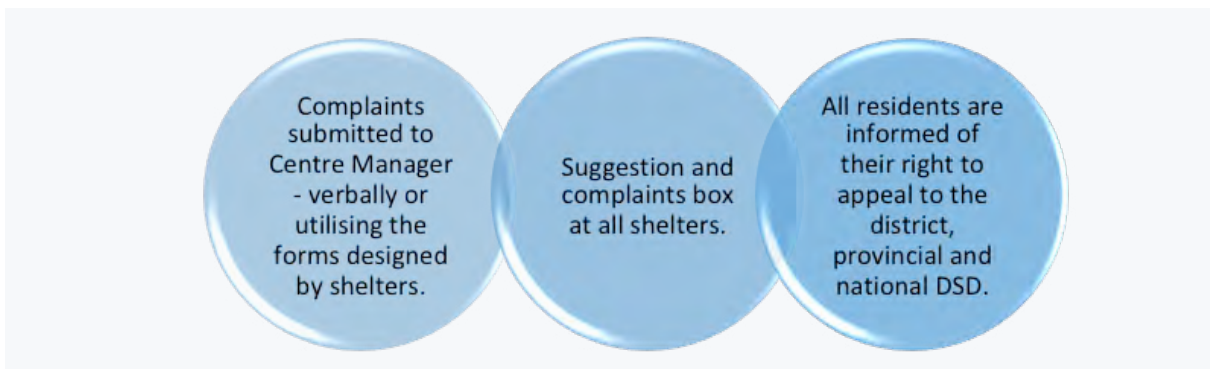 Complaints
submitted to
Centre Manager
- verbally or
utilising the
forms designed
by shelters.
Suggestion and
complaints box
at all shelters.
All residents are
informed of
their right to
appeal to the
district,
provincial and
national DSD.